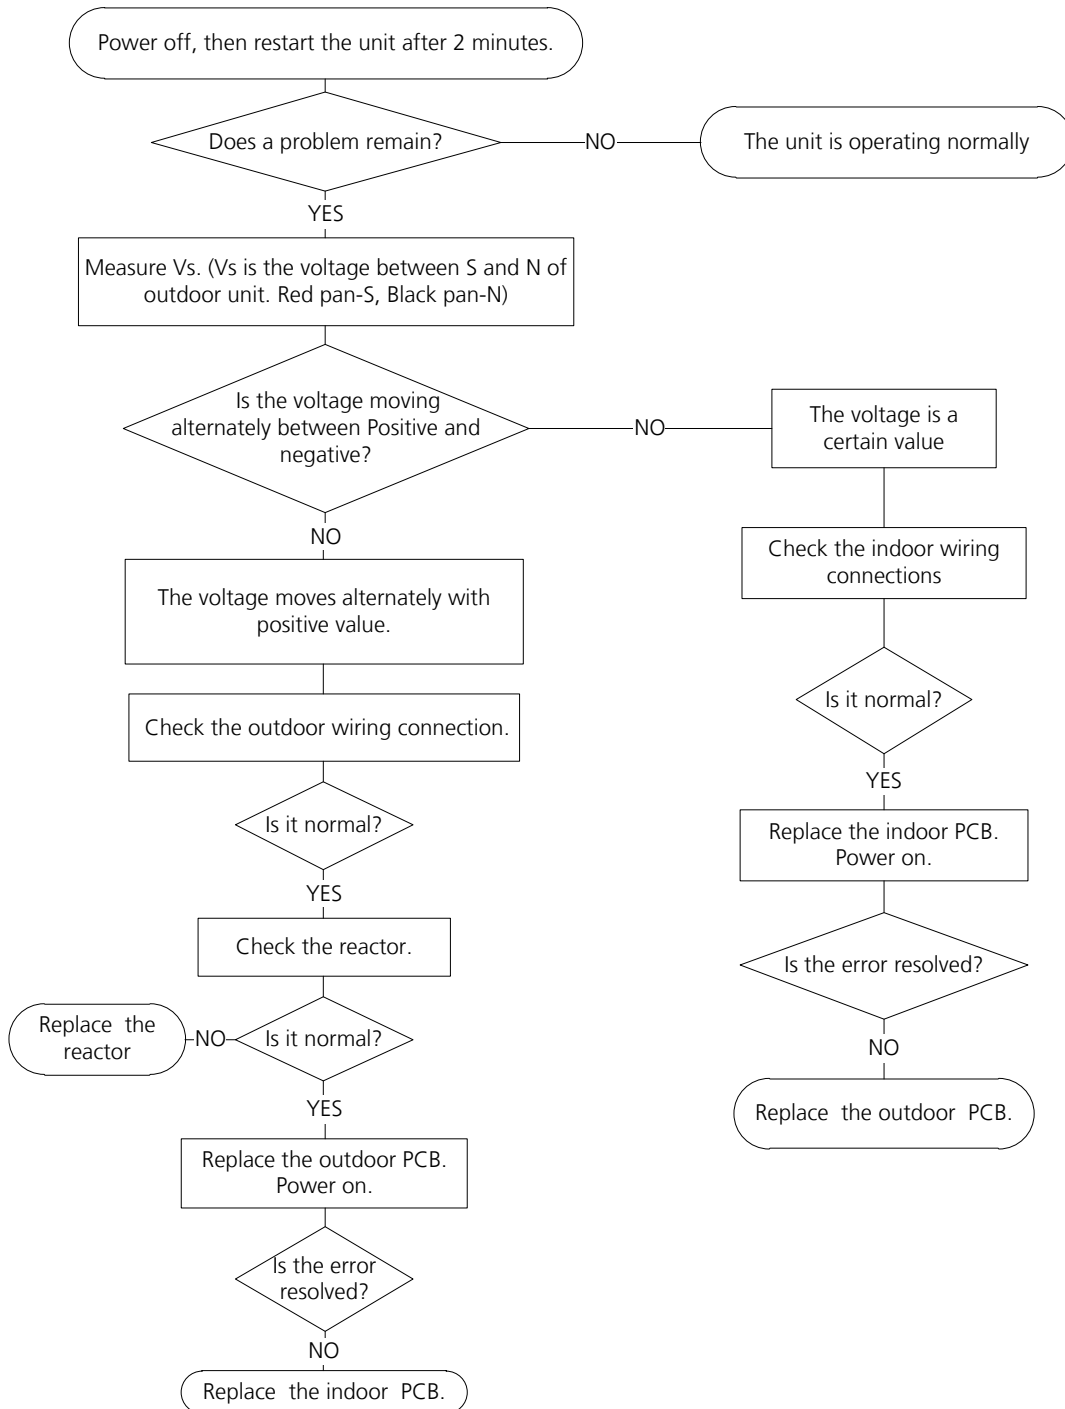 Power off, then restart the unit after 2 minutes.
Does a problem remain?
NO
The unit is operating normally
YES
Measure Vs. (Vs is the voltage between S and N of
outdoor unit. Red pan-S, Black pan-N)
Is the voltage moving
alternately between Positive and
negative?
NO
The voltage is a
certain value
NO
The voltage moves alternately with
positive value.
Check the outdoor wiring connection.
Is it normal?
YES
Check the reactor.
Is it normal?
NO
Replace the
reactor
YES
Replace the outdoor PCB.
Power on.
Is the error
resolved?
NO
Replace the indoor PCB.
Check the indoor wiring
connections
Is it normal?
YES
Replace the indoor PCB.
Power on.
Is the error resolved?
NO
Replace the outdoor PCB.